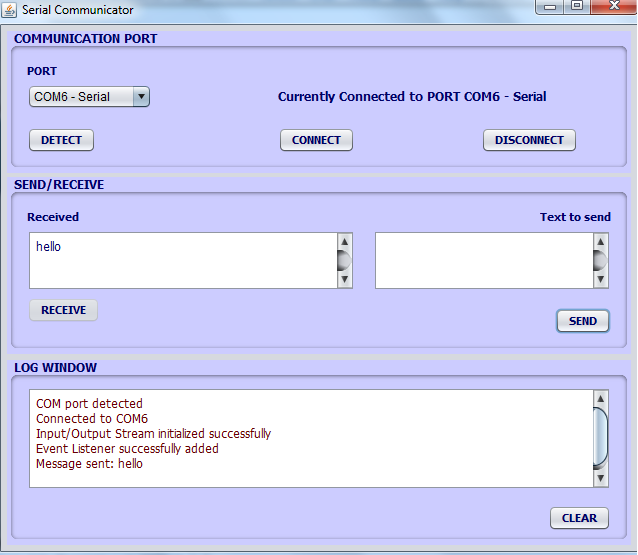 Serial Communicator
COMMUNICATION PORT
PORT
COM6 - Serial
Currently Connected to PORT COM6 - Serial
DETECT
CONNECT
DISCONNECT
SEND/RECEIVE
Received
Text to send
hello
RECEIVE
SEND
LOG WINDOW
COM port detected
Connected to COM6
Input/Output Stream initialized successfully
Event Listener successfully added
Message sent: hello
CLEAR